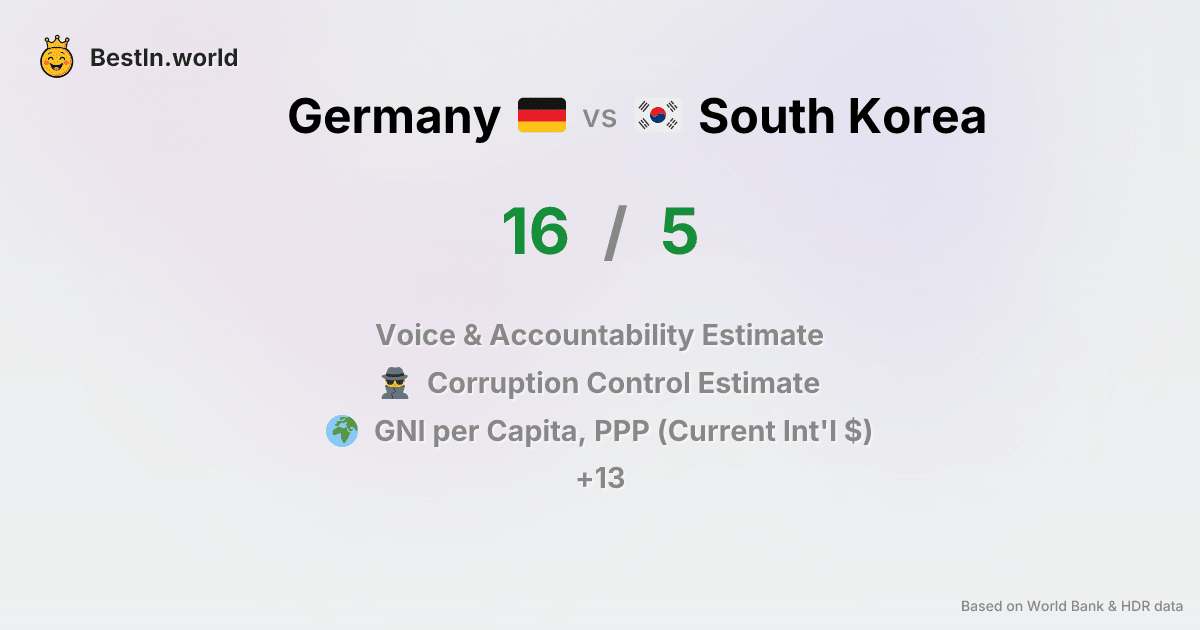 BestIn.world
Germany vs South Korea
16 / 5
Voice & Accountability Estimate
Corruption Control Estimate
GNI per Capita, PPP (Current Int'l $)
+13
Based on World Bank & HDR data